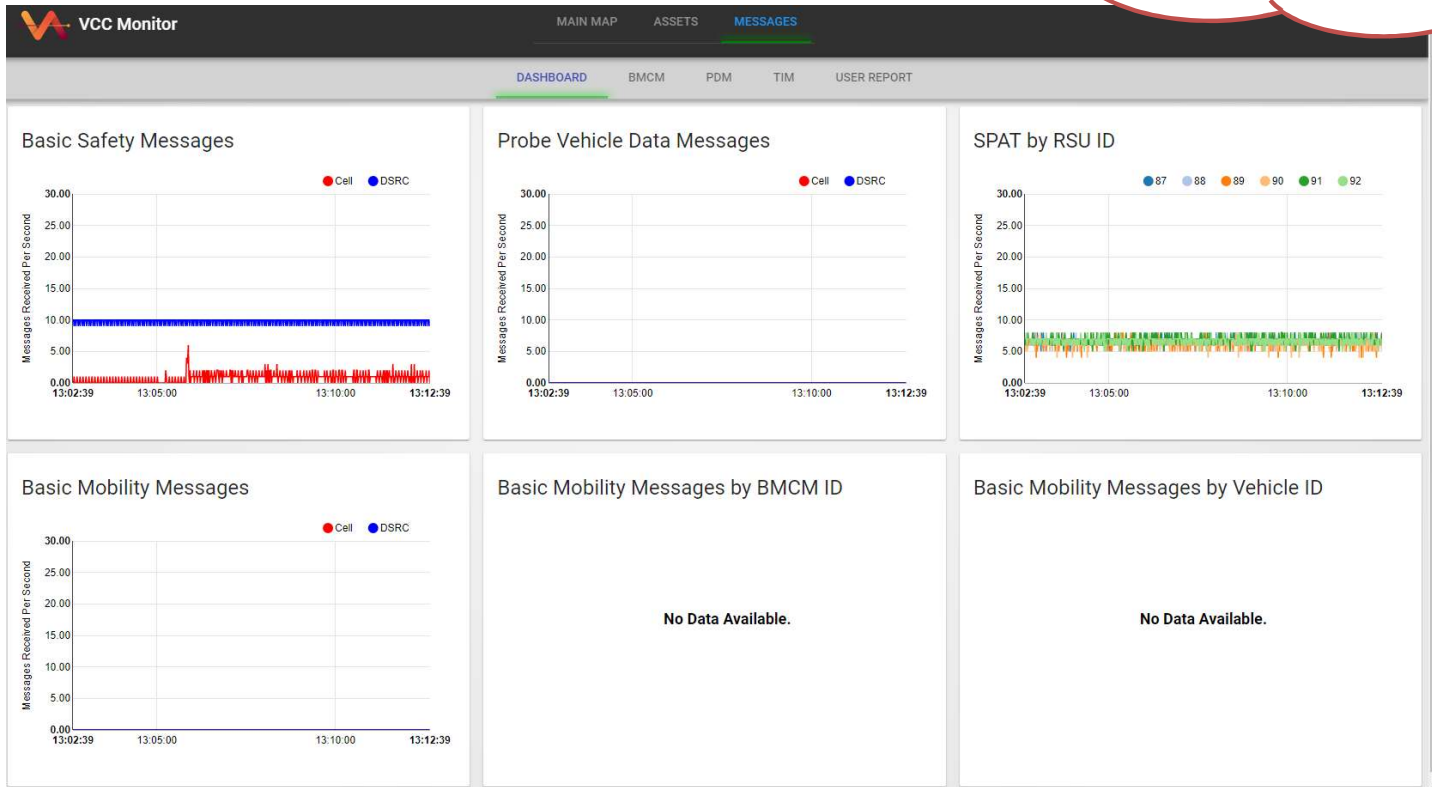 VCC Monitor
MAIN MAP ASSETS MESSAGES
DASHBOARD BMCM PDM TIM USER REPORT
Basic Safety Messages
Cell DSRC
Messages Received Per Second
30.00
25.00
20.00
15.00
10.00
5.00
0.00
13:02:39 13:05:00 13:10:00 13:12:39
Probe Vehicle Data Messages
Cell DSRC
Messages Received Per Second
30.00
25.00
20.00
15.00
10.00
5.00
0.00
13:02:39 13:05:00 13:10:00 13:12:39
SPAT by RSU ID
87 88 89 90 91 92
Messages Received Per Second
30.00
25.00
20.00
15.00
10.00
5.00
0.00
13:02:39 13:05:00 13:10:00 13:12:39
Basic Mobility Messages
Cell DSRC
Messages Received Per Second
30.00
25.00
20.00
15.00
10.00
5.00
0.00
13:02:39 13:05:00 13:10:00 13:12:39
Basic Mobility Messages by BMCM ID
No Data Available.
Basic Mobility Messages by Vehicle ID
No Data Available.